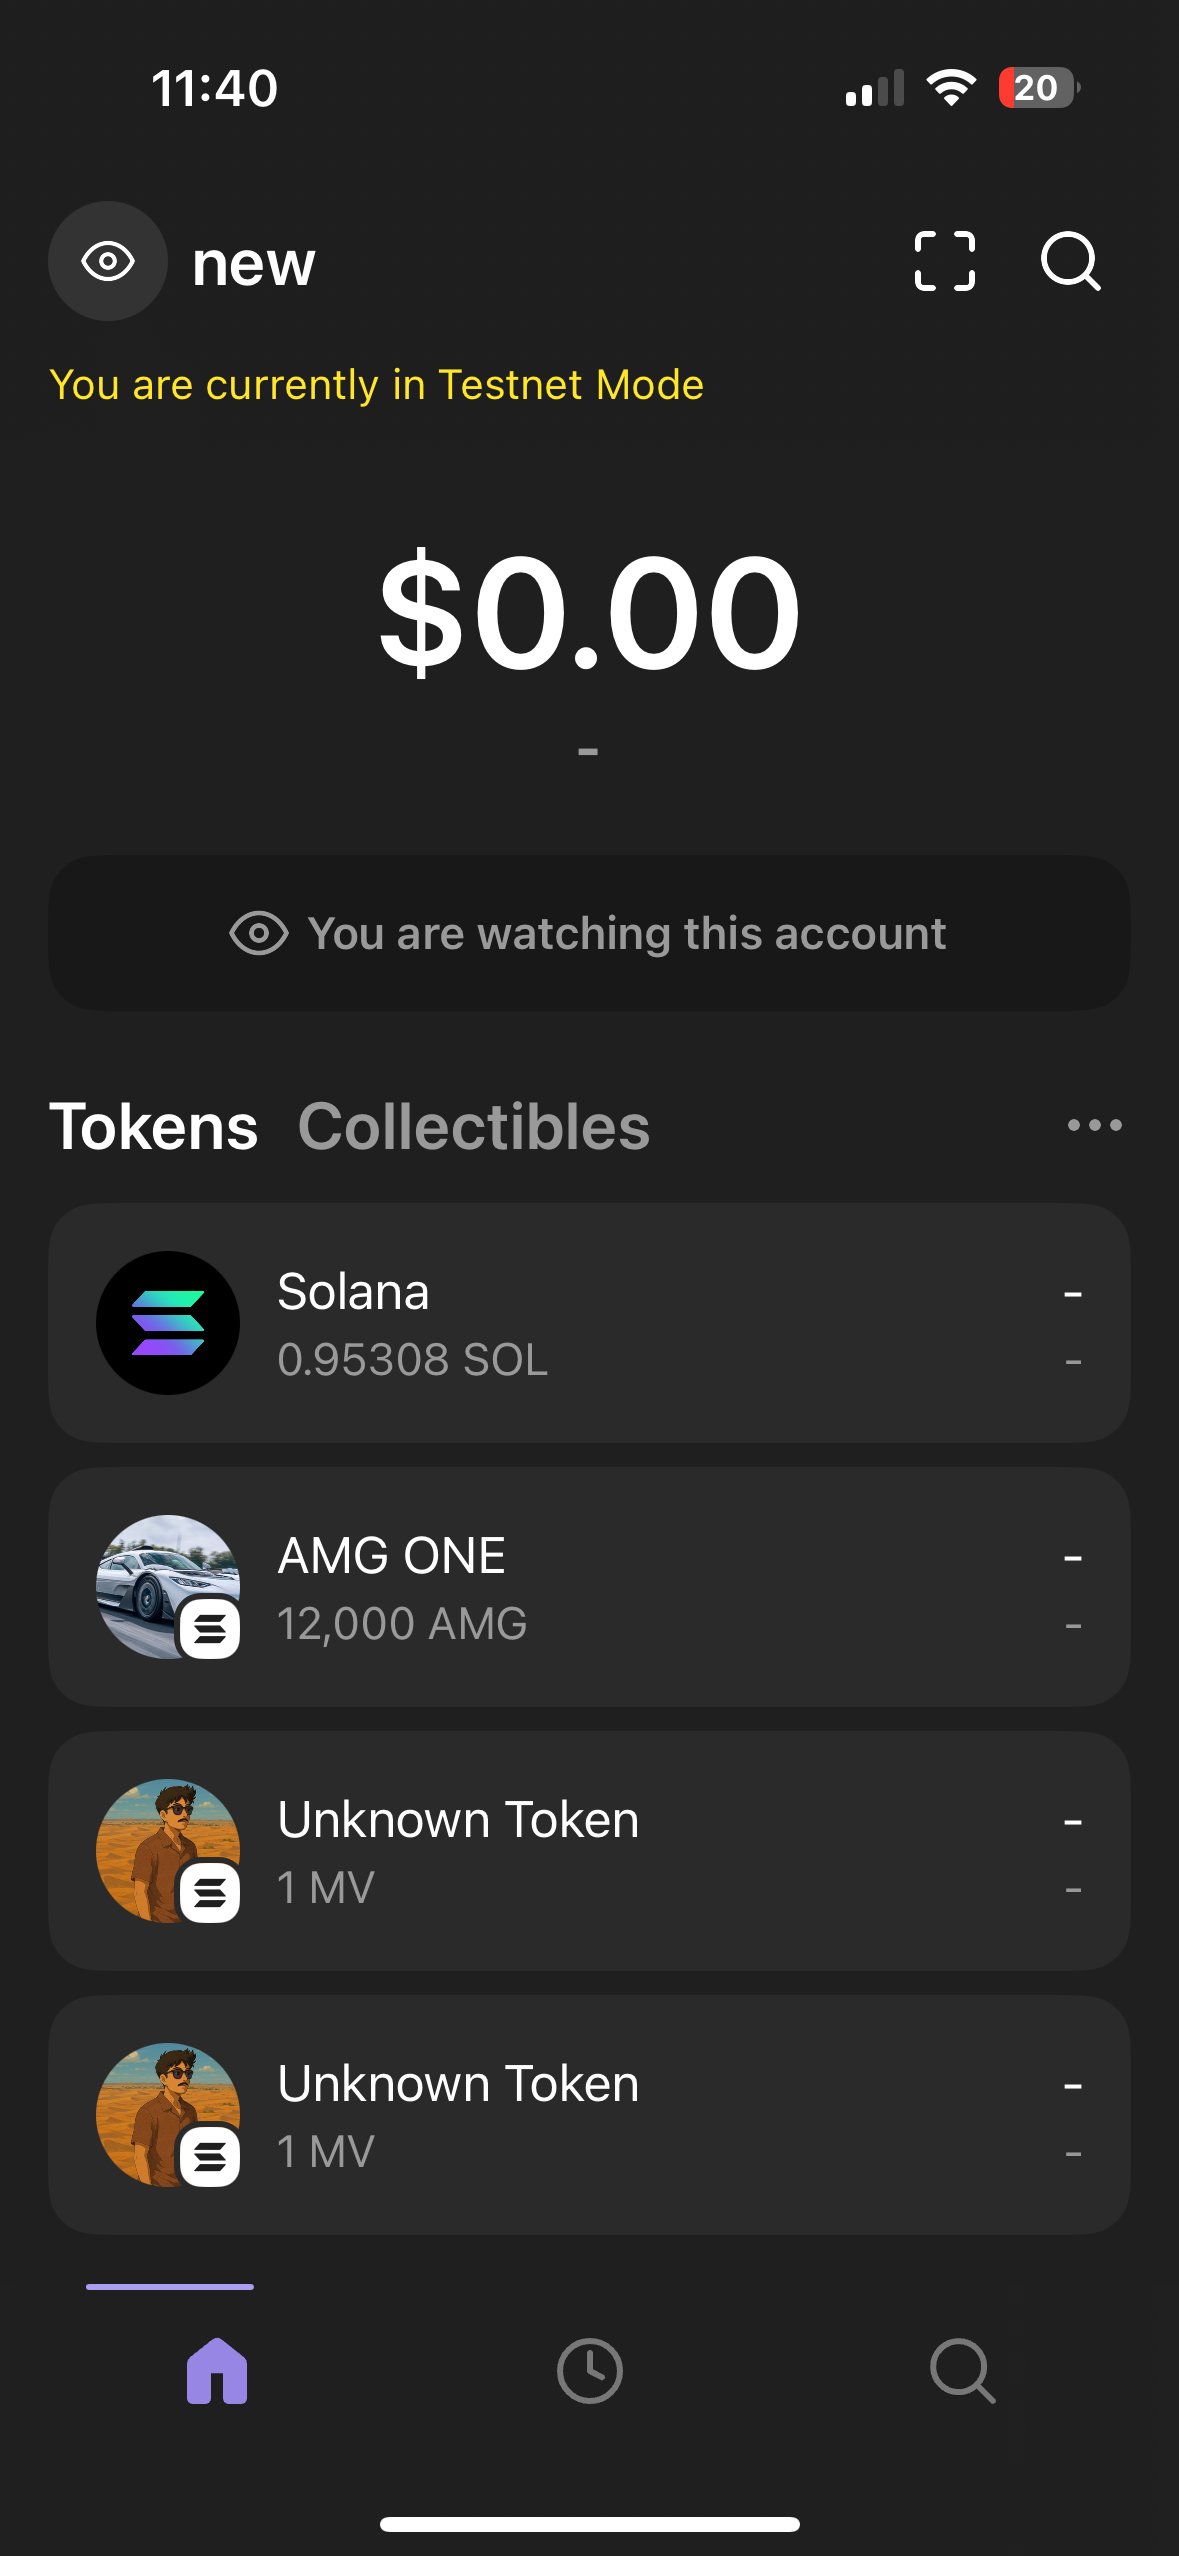 11:40
20
new
You are currently in Testnet Mode
$0.00
-
You are watching this account
Tokens Collectibles
Solana -
0.95308 SOL -
AMG ONE -
12,000 AMG -
Unknown Token -
1 MV -
Unknown Token -
1 MV -